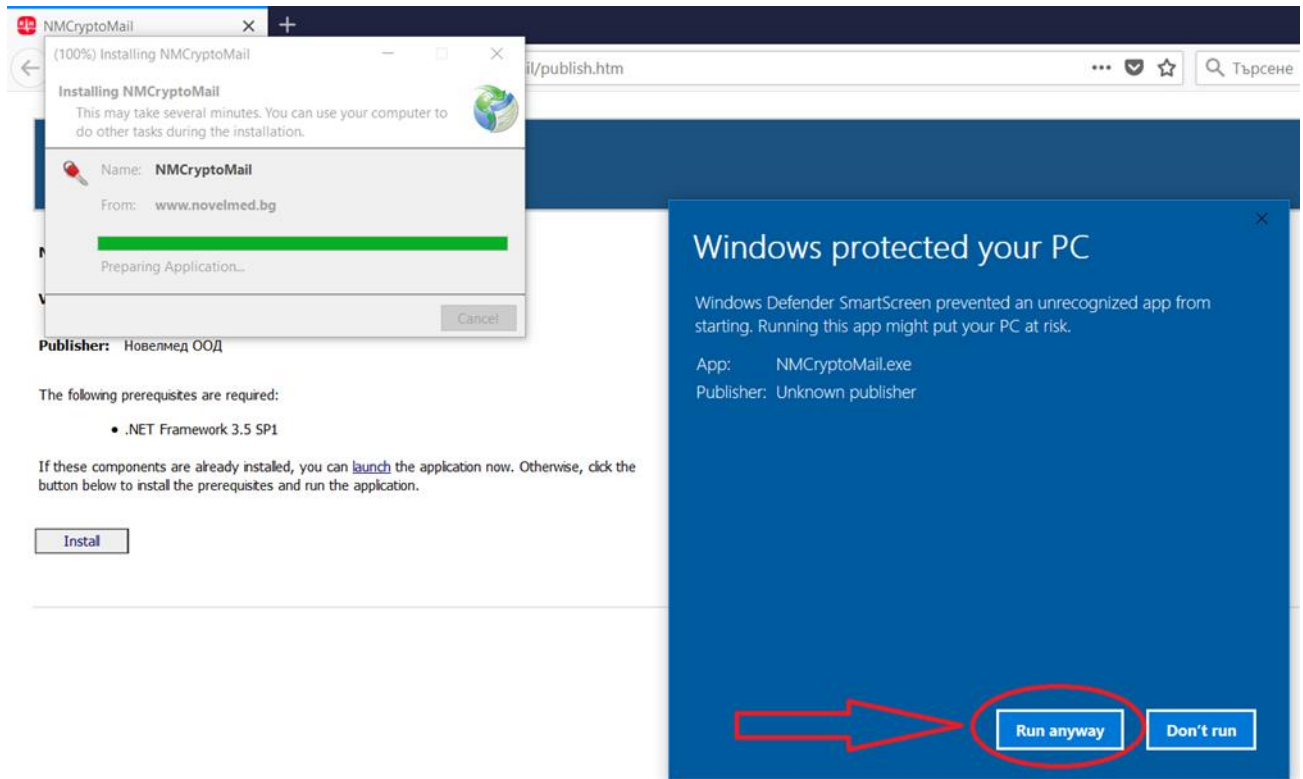 NMCryptoMail
(100%) Installing NMCryptoMail
il/publish.htm
Търсене
Installing NMCryptoMail
This may take several minutes. You can use your computer to
do other tasks during the installation.
Name: NMCryptoMail
From: www.novelmed.bg
Preparing Application...
Cancel
Publisher: Новелмед ООД
The following prerequisites are required:
• .NET Framework 3.5 SP1
If these components are already installed, you can launch the application now. Otherwise, click the
button below to install the prerequisites and run the application.
Install
Windows protected your PC
Windows Defender SmartScreen prevented an unrecognized app from
starting. Running this app might put your PC at risk.
App: NMCryptoMail.exe
Publisher: Unknown publisher
Run anyway
Don't run